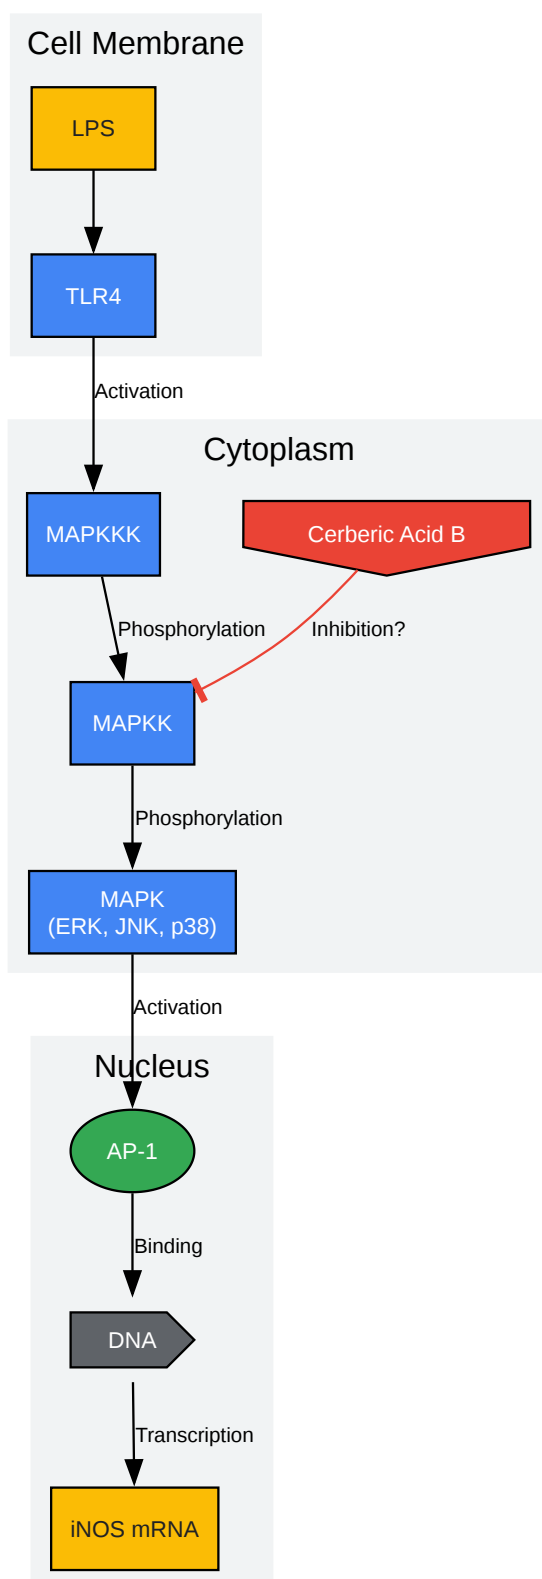 Cell Membrane
LPS
TLR4
Activation
Cytoplasm
MAPKKK
Cerberic Acid B
Phosphorylation
Inhibition?
MAPKK
Phosphorylation
MAPK
(ERK, JNK, p38)
Activation
Nucleus
AP-1
Binding
DNA
Transcription
iNOS mRNA